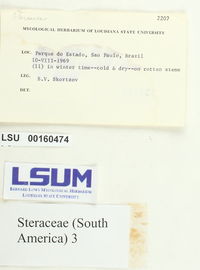 2207
MYCOLOGICAL HERBARIUM OF LOUISIANA STATE UNIVERSITY
LOC. Parque do Estado, Sao Paulo, Brazil
10-VIII-1969
(11) in winter time--cold & dry--on rotten stems
LEG. S.V. Skortzov
DET.
LSU 00160474
LSUM
BERNARD LOWY MYCOLOGICAL HERBARIUM
LOUISIANA STATE UNIVERSITY
Steraceae (South
America) 3